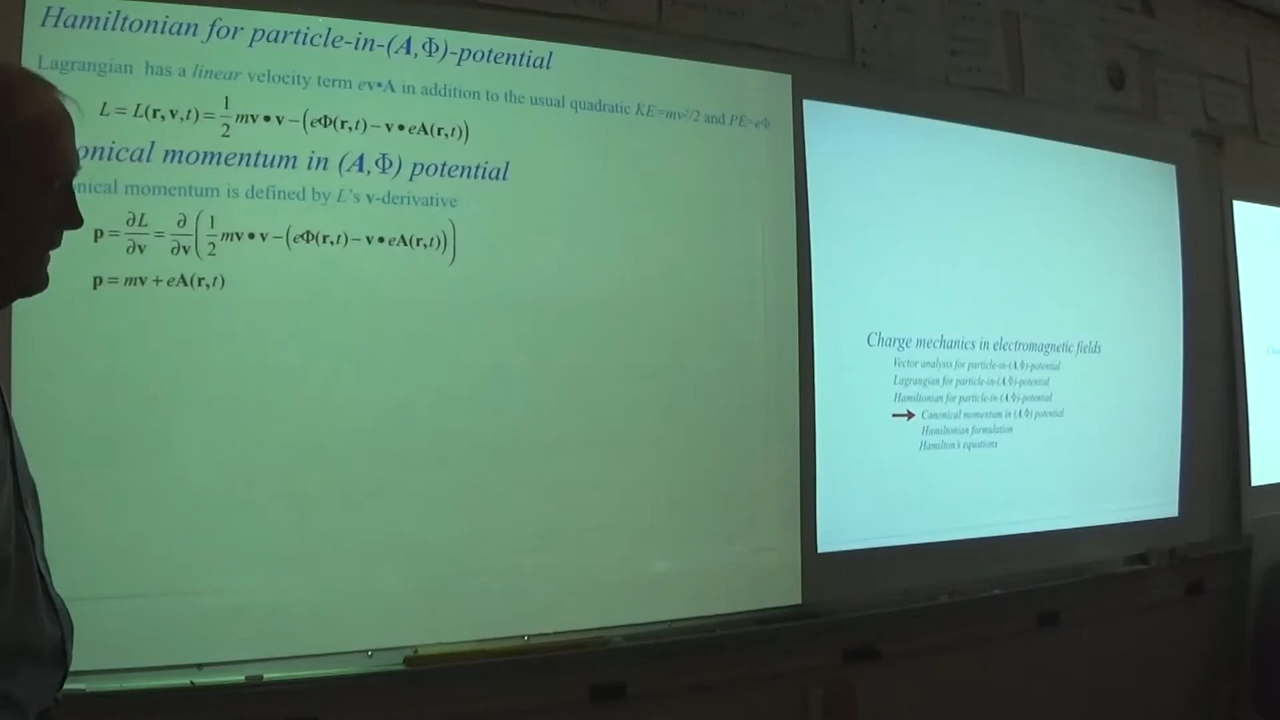 Hamiltonian for particle-in-(A,Φ)-potential
Lagrangian has a linear velocity term ev•A in addition to the usual quadratic KE=mv²/2 and PE=eΦ
L = L(r,v,t) = 1/2 mv•v − (eΦ(r,t) − v•eA(r,t))
onical momentum in (A,Φ) potential
nical momentum is defined by L's v-derivative
p = ∂L/∂v = ∂/∂v (1/2 mv•v − (eΦ(r,t) − v•eA(r,t)))
p = mv + eA(r,t)
Charge mechanics in electromagnetic fields
Vector analysis for particle-in-(A,Φ)-potential
Lagrangian for particle-in-(A,Φ)-potential
Hamiltonian for particle-in-(A,Φ)-potential
Canonical momentum in (A,Φ) potential
Hamiltonian formulation
Hamilton's equations